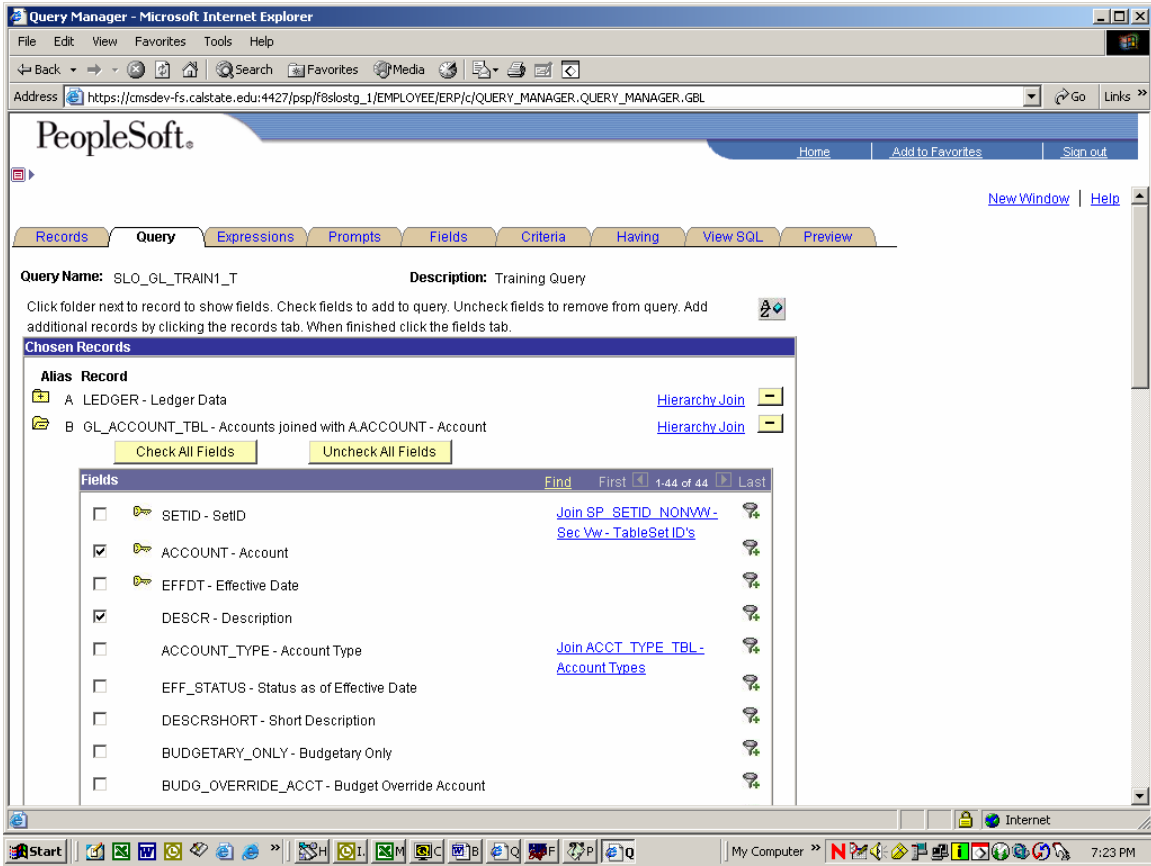 Query Manager - Microsoft Internet Explorer
File Edit View Favorites Tools Help
Back Search Favorites Media
Address https://cmsdev-fs.calstate.edu:4427/psp/f8slostg_1/EMPLOYEE/ERP/c/QUERY_MANAGER.QUERY_MANAGER.GBL Go Links »
PeopleSoft.
Home Add to Favorites Sign out
New Window | Help
Records Query Expressions Prompts Fields Criteria Having View SQL Preview
Query Name: SLO_GL_TRAIN1_T Description: Training Query
Click folder next to record to show fields. Check fields to add to query. Uncheck fields to remove from query. Add
additional records by clicking the records tab. When finished click the fields tab.
Chosen Records
Alias Record
A LEDGER - Ledger Data Hierarchy Join
B GL_ACCOUNT_TBL - Accounts joined with A.ACCOUNT - Account Hierarchy Join
Check All Fields Uncheck All Fields
Fields Find First 1-44 of 44 Last
SETID - SetID Join SP_SETID_NONVW -
Sec Vw - TableSet ID's
ACCOUNT - Account
EFFDT - Effective Date
DESCR - Description
ACCOUNT_TYPE - Account Type Join ACCT_TYPE_TBL -
Account Types
EFF_STATUS - Status as of Effective Date
DESCRSHORT - Short Description
BUDGETARY_ONLY - Budgetary Only
BUDG_OVERRIDE_ACCT - Budget Override Account
Internet
Start » H I. M C B Q F P Q My Computer » 7:23 PM